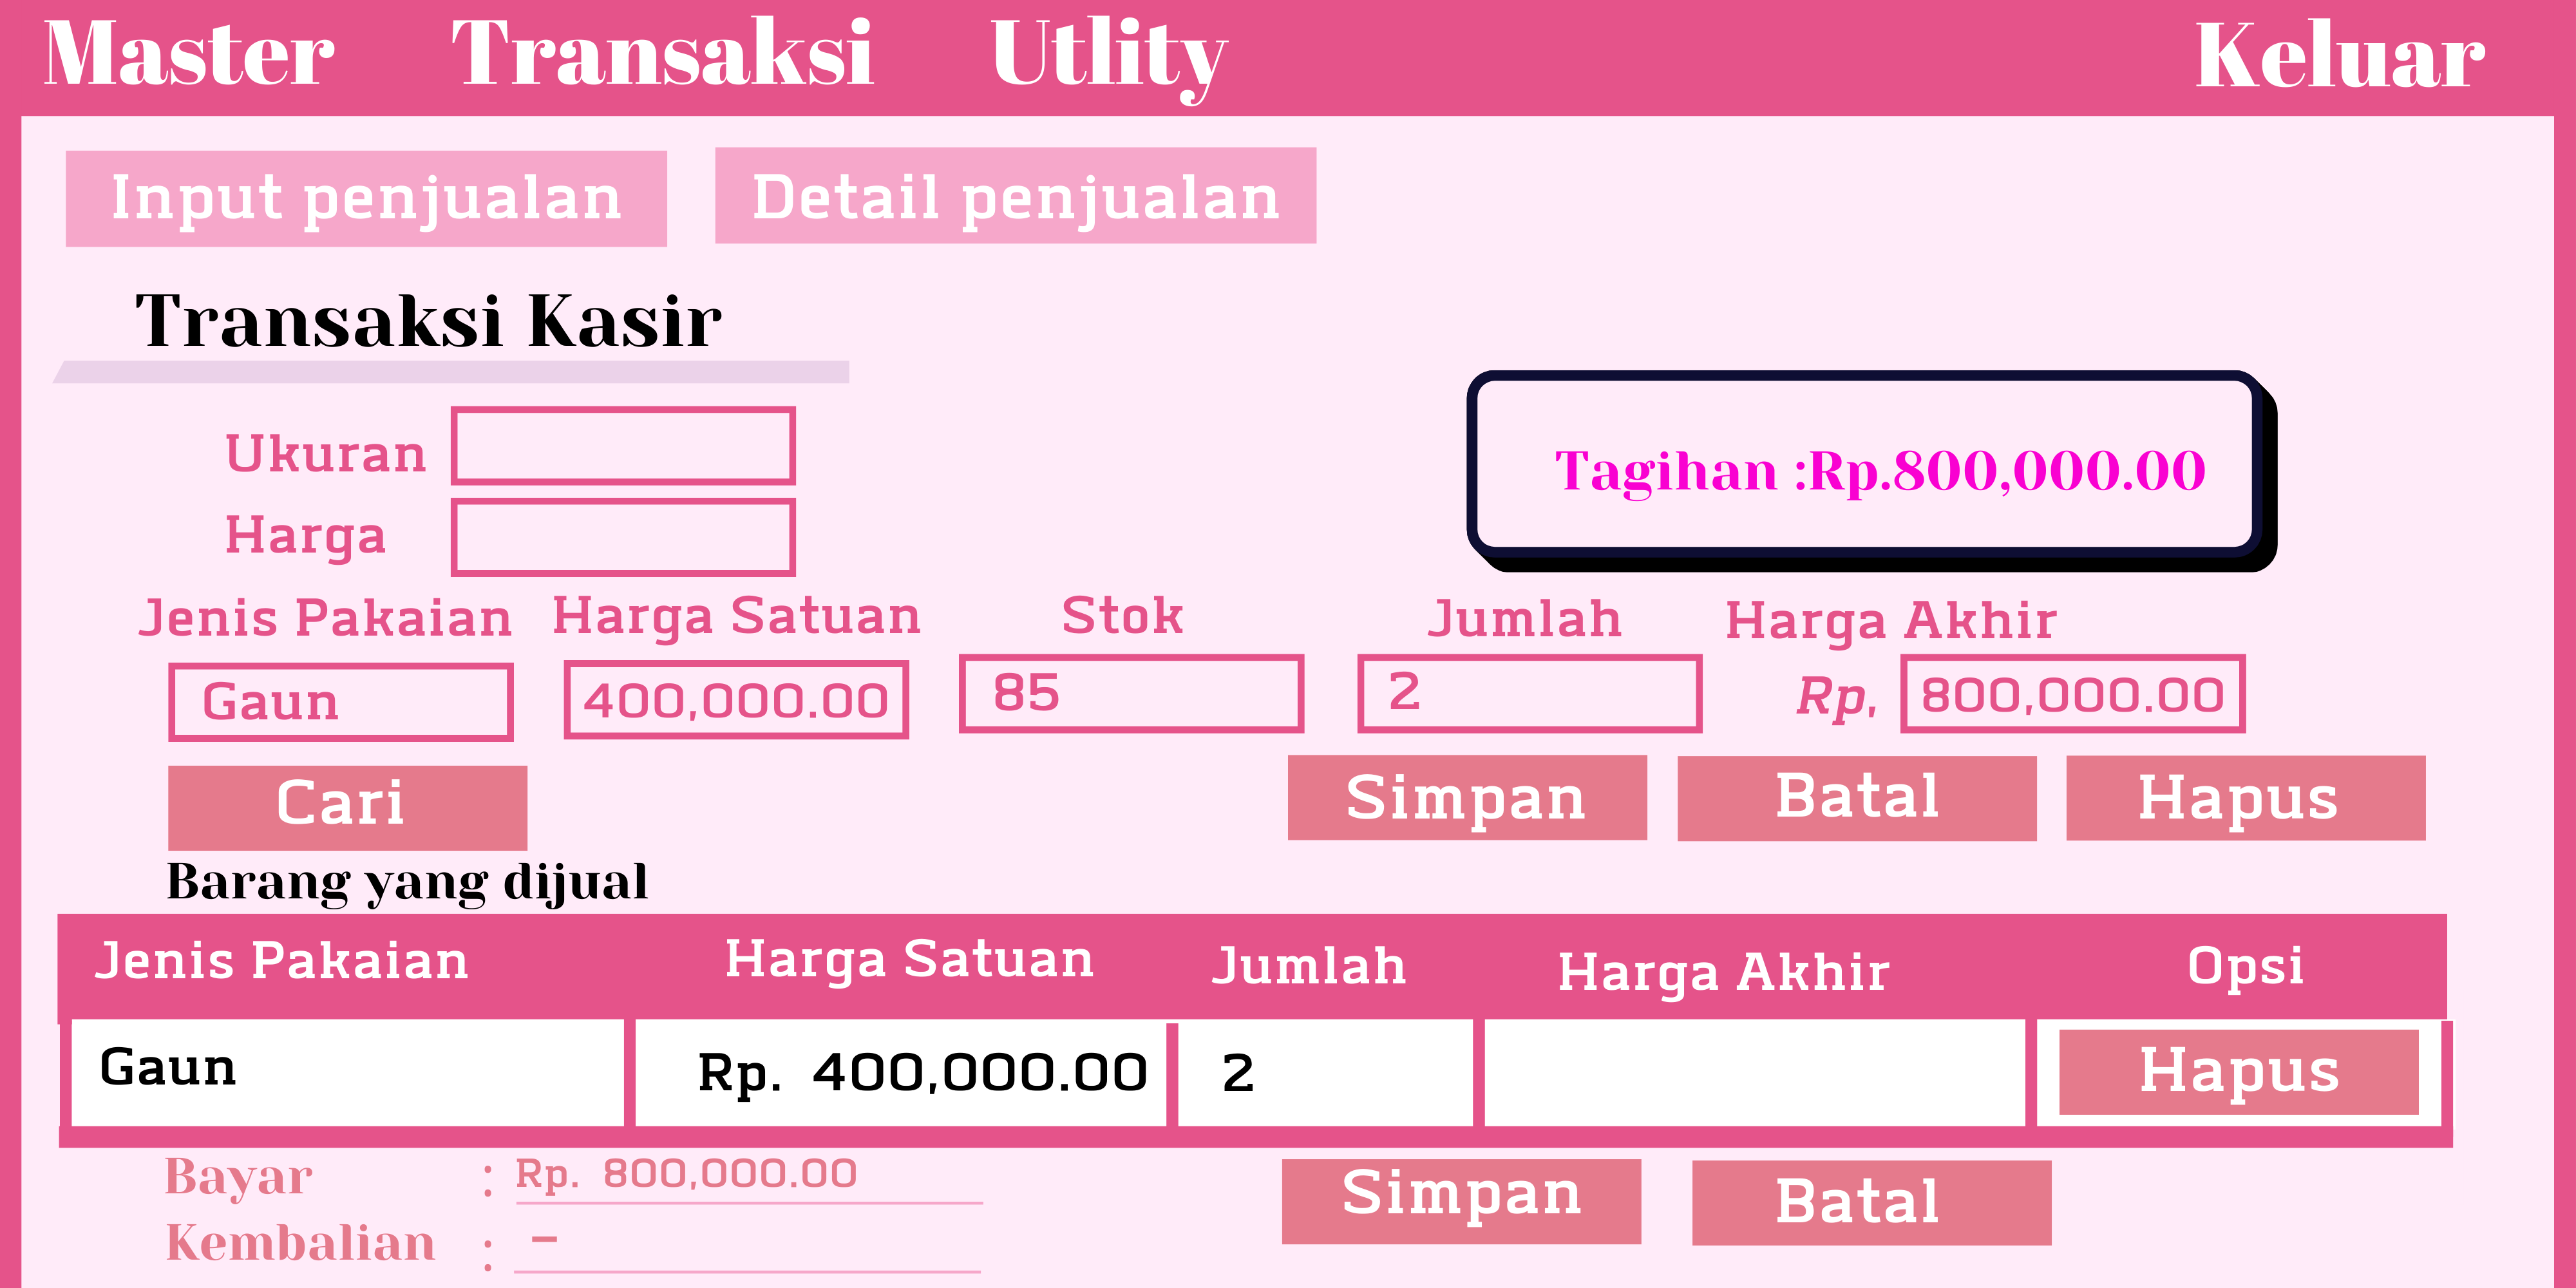 Master Transaksi Utlity Keluar
Input penjualan Detail penjualan
Transaksi Kasir
Ukuran
Tagihan :Rp.800,000.00
Harga
Jenis Pakaian Harga Satuan Stok Jumlah Harga Akhir
Gaun 400,000.00 85 2 Rp, 800,000.00
Cari Simpan Batal Hapus
Barang yang dijual
Jenis Pakaian Harga Satuan Jumlah Harga Akhir Opsi
Gaun Rp. 400,000.00 2 Hapus
Bayar : Rp. 800,000.00 Simpan Batal
Kembalian : –